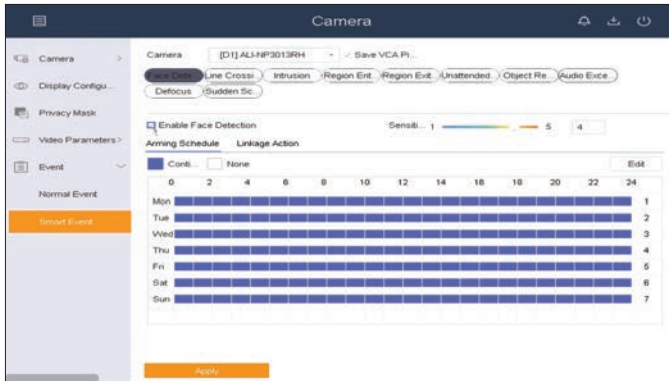 Camera
Camera
Display Configu...
Privacy Mask
Video Parameters
Event
Normal Event
Smart Event
Camera [D1] ALI-NP3013RH Save VCA Pi...
Face Dete... Line Crossi... Intrusion Region Ent... Region Exit... Unattended... Object Re... Audio Exce...
Defocus Sudden Sc...
Enable Face Detection Sensiti... 1 5 4
Arming Schedule Linkage Action
Conti... None Edit
0 2 4 6 8 10 12 14 16 18 20 22 24
Mon 1
Tue 2
Wed 3
Thu 4
Fri 5
Sat 6
Sun 7
Apply